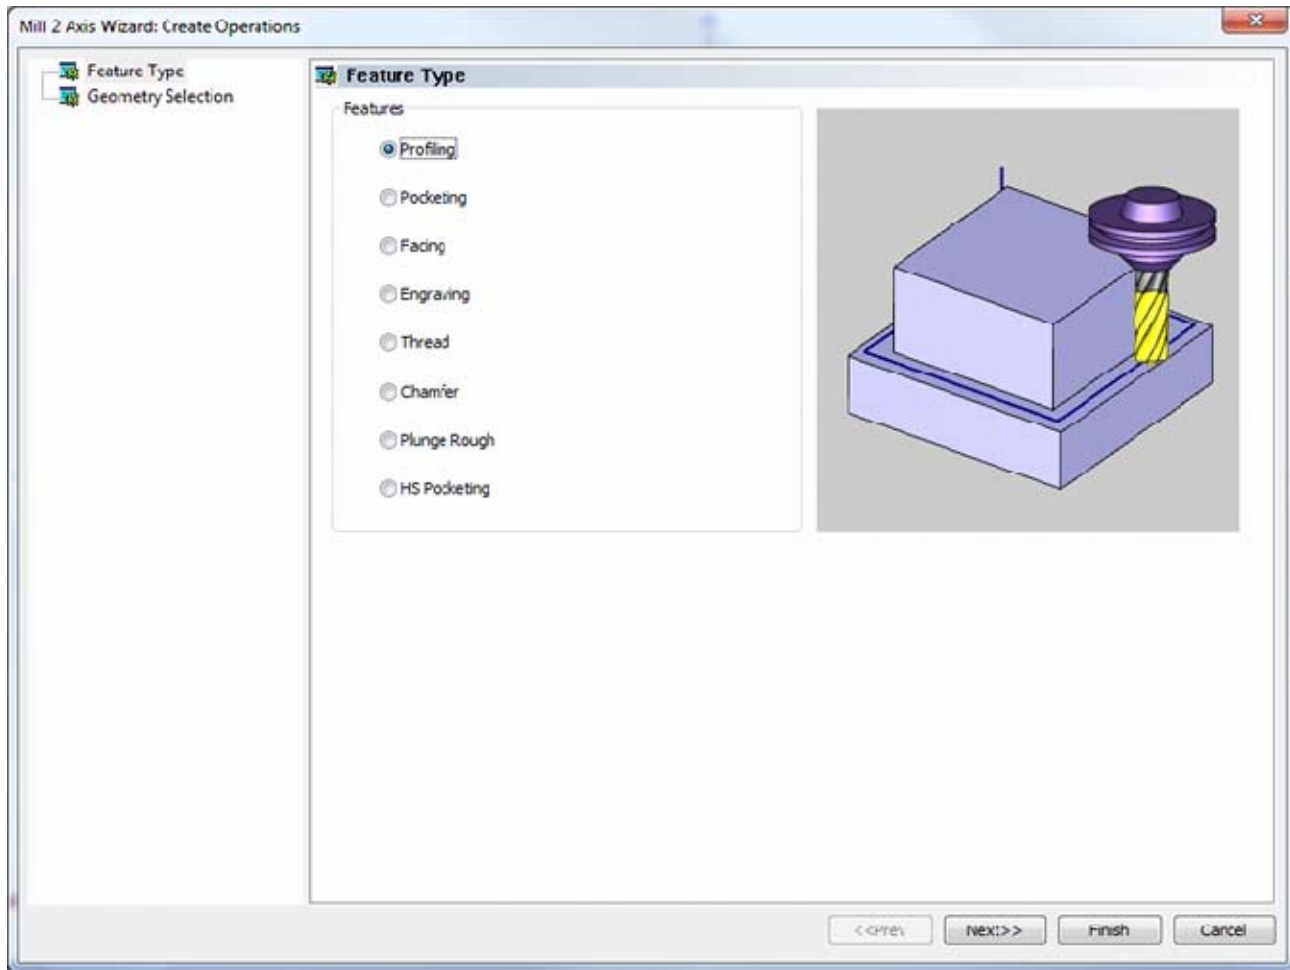 Mill 2 Axis Wizard: Create Operations
Feature Type
Geometry Selection
Feature Type
Features
Profiling
Pocketing
Facing
Engraving
Thread
Chamfer
Plunge Rough
HS Pocketing
<<Prev
Next>>
Finish
Cancel